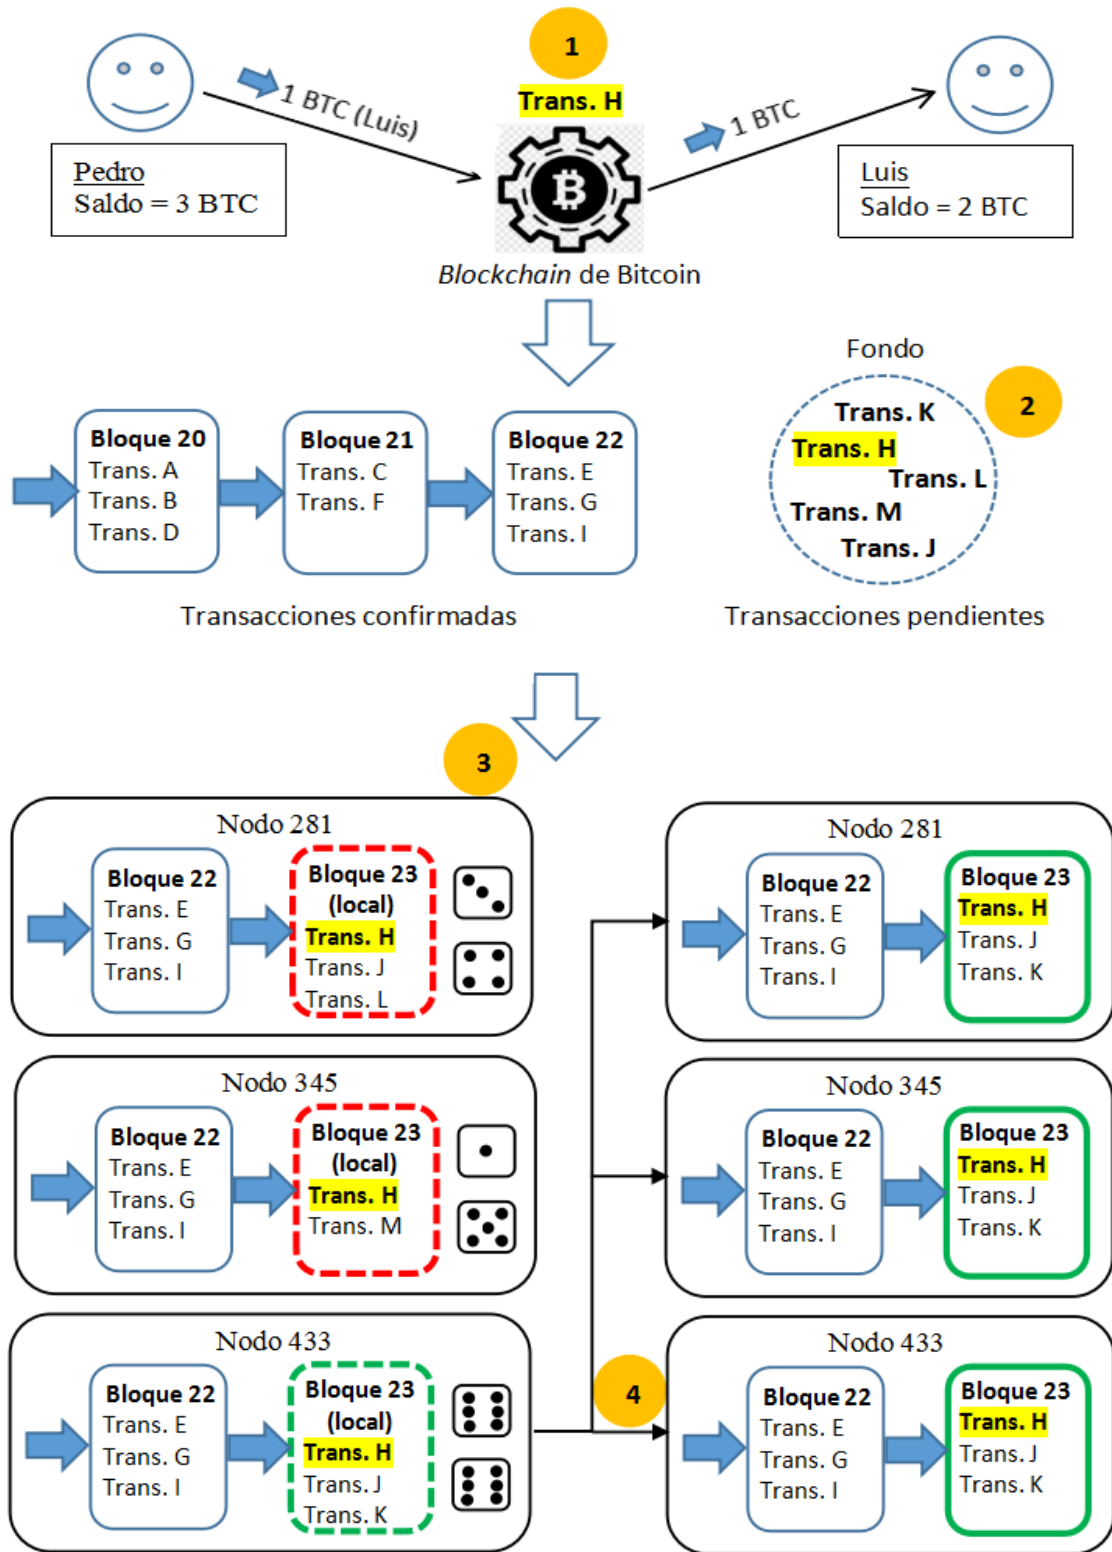 1
Trans. H
1 BTC (Luis)
1 BTC
Pedro
Saldo = 3 BTC
Luis
Saldo = 2 BTC
Blockchain de Bitcoin
Fondo
2
Trans. K
Trans. H
Trans. L
Trans. M
Trans. J
Bloque 20
Trans. A
Trans. B
Trans. D
Bloque 21
Trans. C
Trans. F
Bloque 22
Trans. E
Trans. G
Trans. I
Transacciones confirmadas
Transacciones pendientes
3
Nodo 281
Bloque 22
Trans. E
Trans. G
Trans. I
Bloque 23
(local)
Trans. H
Trans. J
Trans. L
Nodo 281
Bloque 22
Trans. E
Trans. G
Trans. I
Bloque 23
Trans. H
Trans. J
Trans. K
Nodo 345
Bloque 22
Trans. E
Trans. G
Trans. I
Bloque 23
(local)
Trans. H
Trans. M
Nodo 345
Bloque 22
Trans. E
Trans. G
Trans. I
Bloque 23
Trans. H
Trans. J
Trans. K
Nodo 433
Bloque 22
Trans. E
Trans. G
Trans. I
Bloque 23
(local)
Trans. H
Trans. J
Trans. K
4
Nodo 433
Bloque 22
Trans. E
Trans. G
Trans. I
Bloque 23
Trans. H
Trans. J
Trans. K